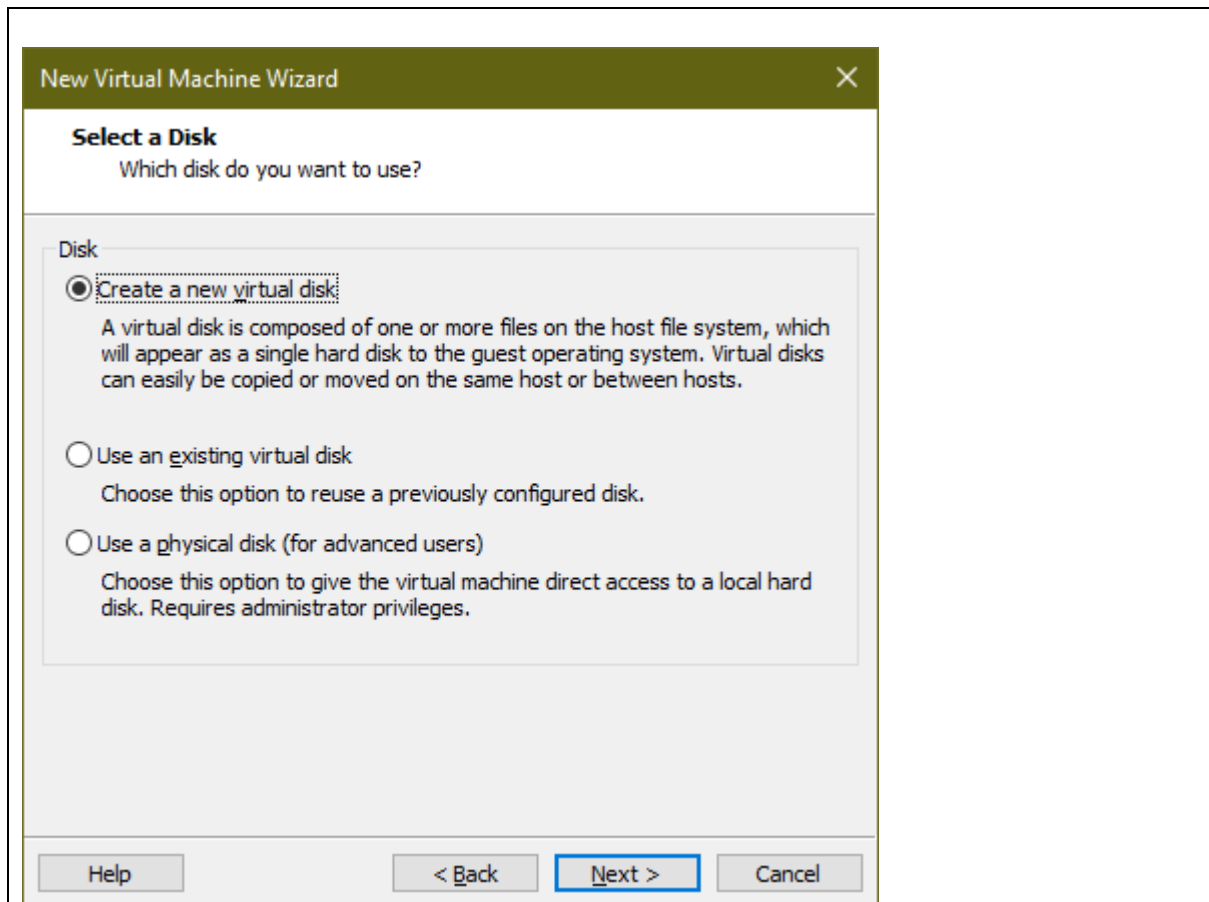 New Virtual Machine Wizard
Select a Disk
Which disk do you want to use?
Disk
Create a new virtual disk
A virtual disk is composed of one or more files on the host file system, which
will appear as a single hard disk to the guest operating system. Virtual disks
can easily be copied or moved on the same host or between hosts.
Use an existing virtual disk
Choose this option to reuse a previously configured disk.
Use a physical disk (for advanced users)
Choose this option to give the virtual machine direct access to a local hard
disk. Requires administrator privileges.
Help < Back Next > Cancel